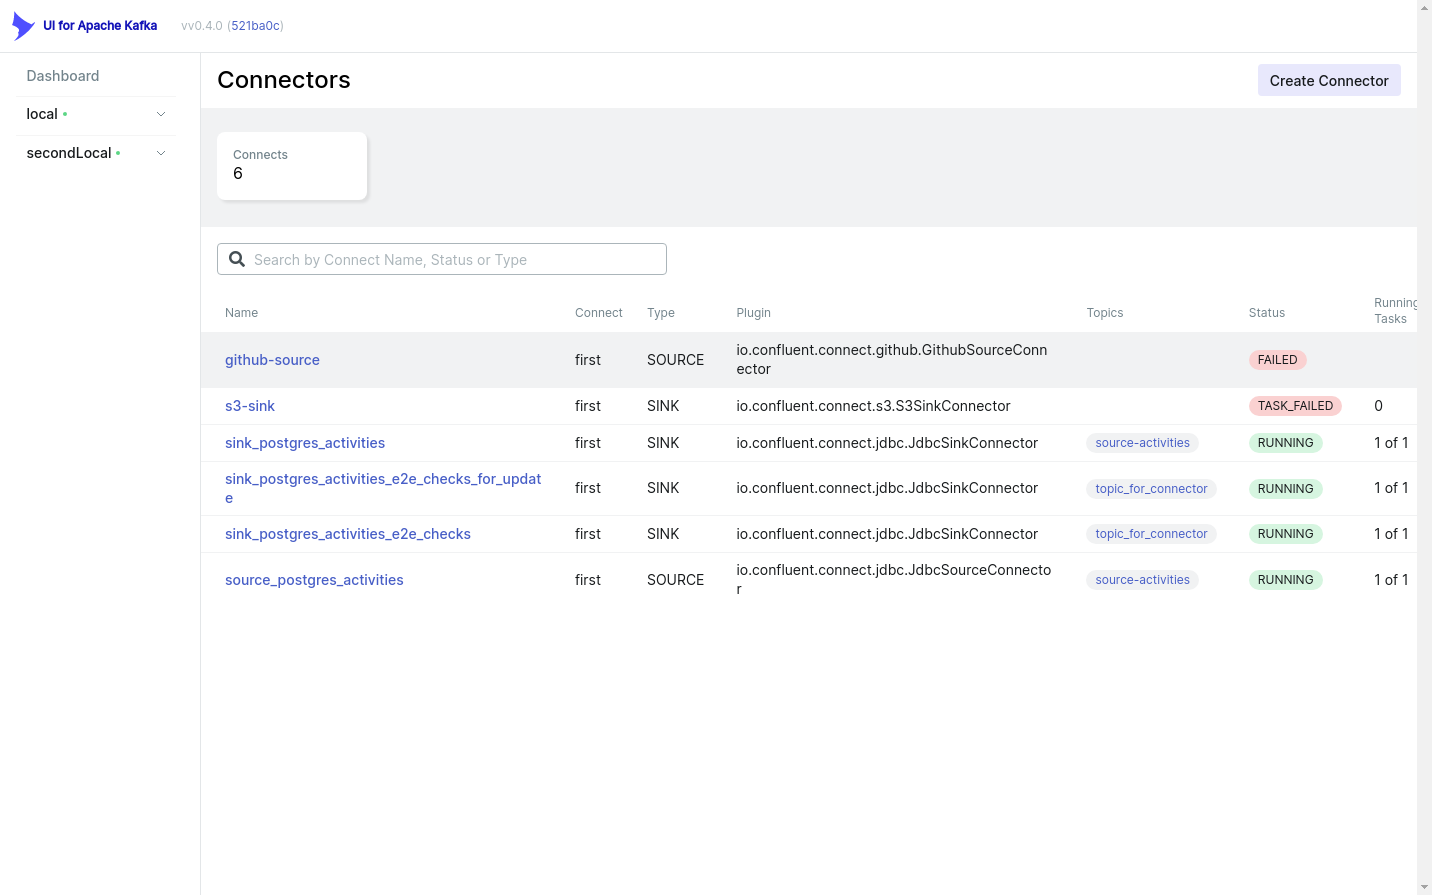 UI for Apache Kafka
vv0.4.0 (521ba0c)
Dashboard
local
secondLocal
Connectors
Create Connector
Connects
6
Search by Connect Name, Status or Type
Name Connect Type Plugin Topics Status Running
Tasks
github-source first SOURCE io.confluent.connect.github.GithubSourceConn
ector FAILED
s3-sink first SINK io.confluent.connect.s3.S3SinkConnector TASK_FAILED 0
sink_postgres_activities first SINK io.confluent.connect.jdbc.JdbcSinkConnector source-activities RUNNING 1 of 1
sink_postgres_activities_e2e_checks_for_updat
e first SINK io.confluent.connect.jdbc.JdbcSinkConnector topic_for_connector RUNNING 1 of 1
sink_postgres_activities_e2e_checks first SINK io.confluent.connect.jdbc.JdbcSinkConnector topic_for_connector RUNNING 1 of 1
source_postgres_activities first SOURCE io.confluent.connect.jdbc.JdbcSourceConnecto
r source-activities RUNNING 1 of 1